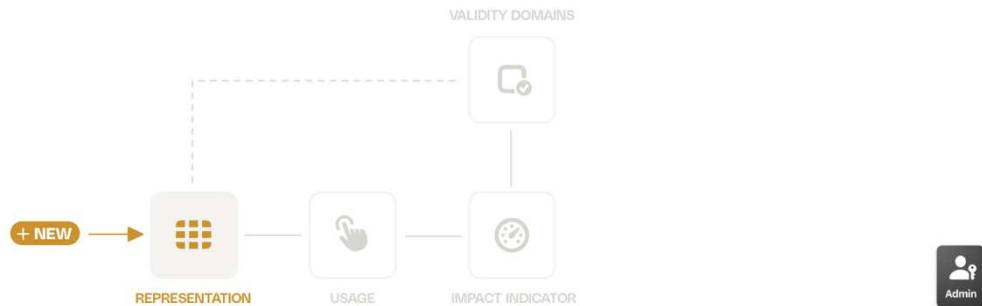 VALIDITY DOMAINS
+ NEW
REPRESENTATION
USAGE
IMPACT INDICATOR
Admin